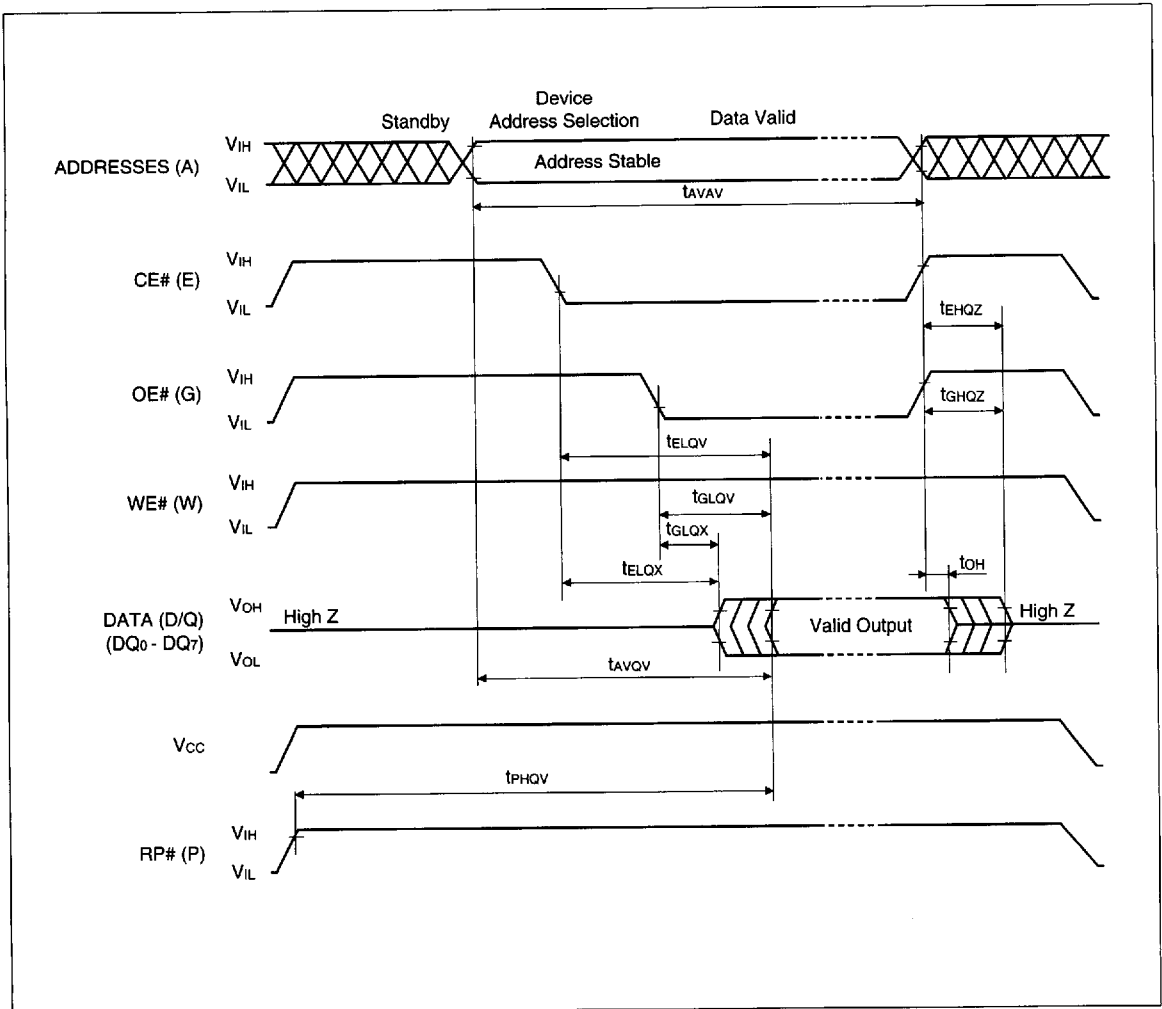 Device
Standby Address Selection Data Valid
ADDRESSES (A)
VIH
VIL
Address Stable
tAVAV
CE# (E)
VIH
VIL
tEHQZ
OE# (G)
VIH
VIL
tGHQZ
tELQV
WE# (W)
VIH
VIL
tGLQV
tGLQX
tELQX
tOH
DATA (D/Q)
(DQ0 - DQ7)
VOH
VOL
High Z
Valid Output
High Z
tAVQV
VCC
tPHQV
RP# (P)
VIH
VIL